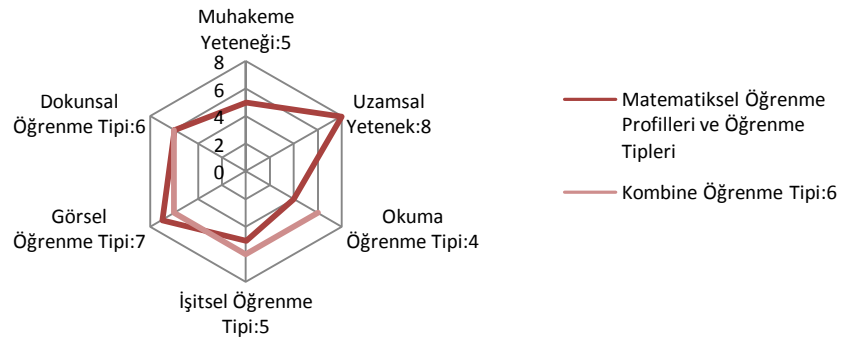 Muhakeme
Yeteneği:5
Uzamsal
Yetenek:8
Okuma
Öğrenme Tipi:4
İşitsel Öğrenme
Tipi:5
Görsel
Öğrenme Tipi:7
Dokunsal
Öğrenme Tipi:6
8
6
4
2
0
Matematiksel Öğrenme
Profilleri ve Öğrenme
Tipleri
Kombine Öğrenme Tipi:6